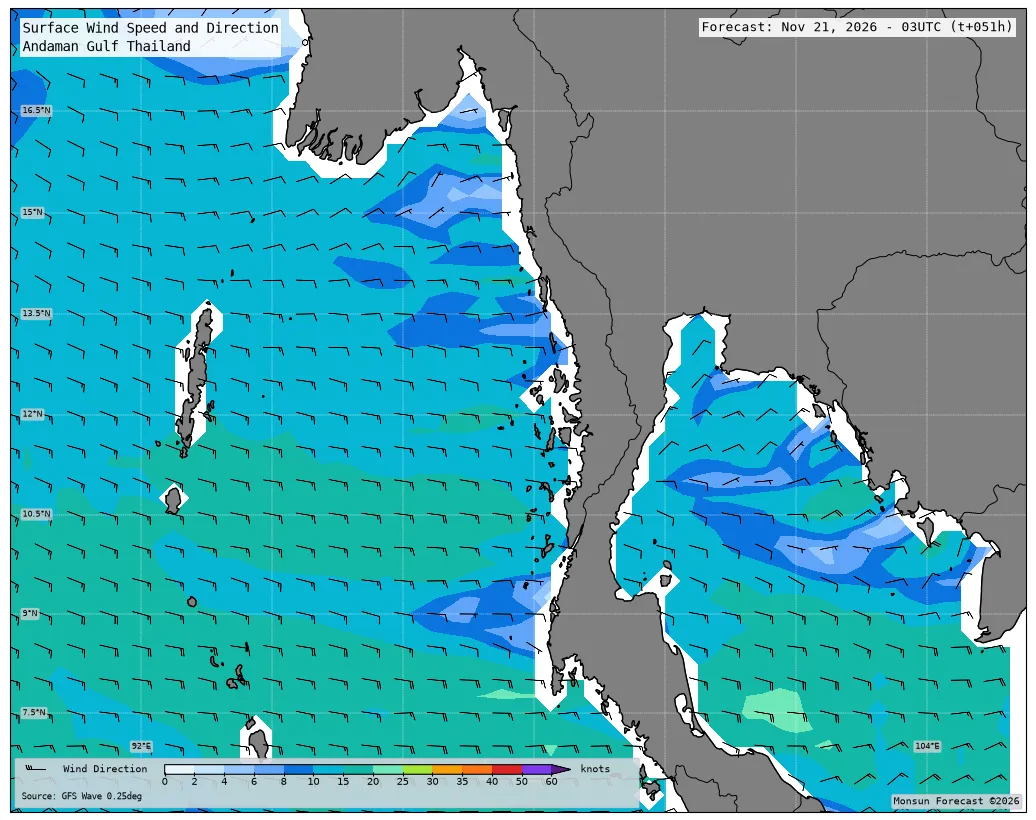 Surface Wind Speed and Direction
Andaman Gulf Thailand
Forecast: Nov 21, 2026 - 03UTC (t+051h)
16.5°N
15°N
13.5°N
12°N
10.5°N
9°N
7.5°N
92°E
104°E
Wind Direction
0 2 4 6 8 10 15 20 25 30 35 40 50 60 knots
Source: GFS Wave 0.25deg
Monsun Forecast ©2026